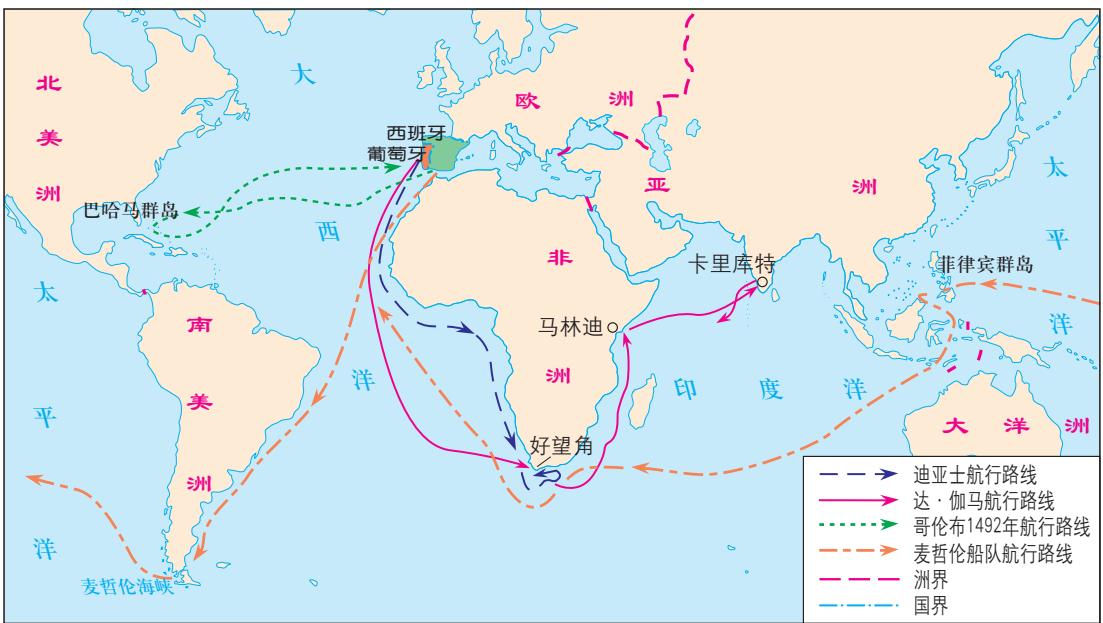 北美洲
大西洋
欧洲
亚洲
西班牙
葡萄牙
巴哈马群岛
太平洋
非洲
卡里库特
菲律宾群岛
太平洋
南美洲
马林迪
印度洋
大洋洲
好望角
麦哲伦海峡
迪亚士航行路线
达·伽马航行路线
哥伦布1492年航行路线
麦哲伦船队航行路线
洲界
国界